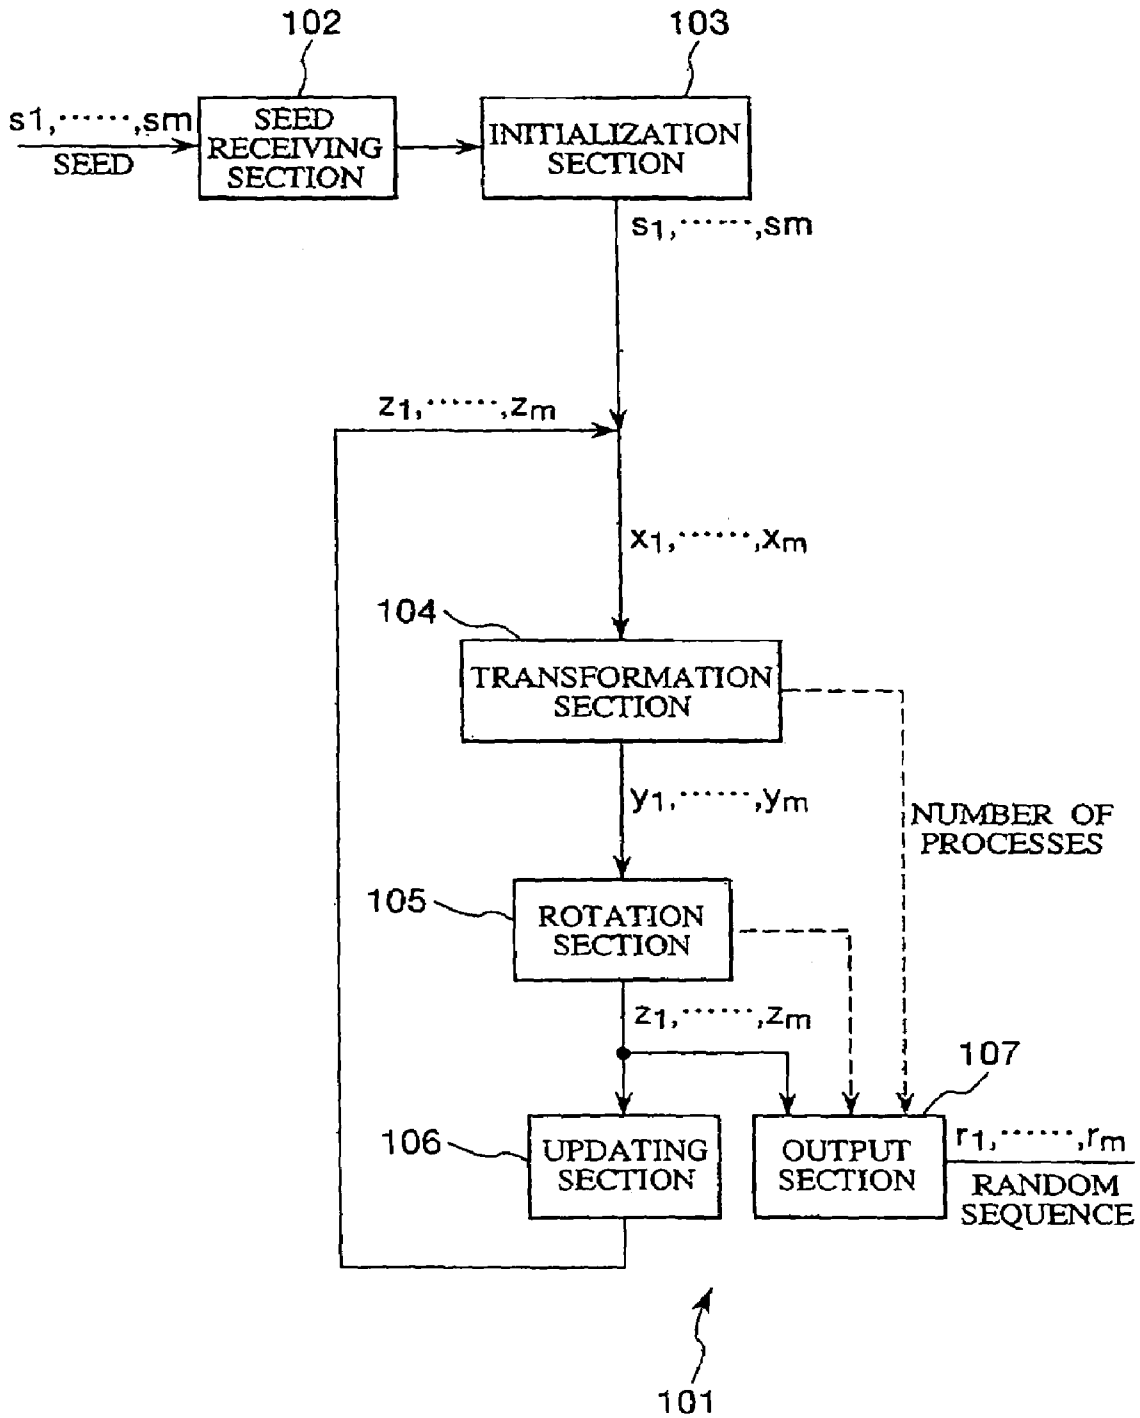 102
103
s1,······,sm
SEED
SEED
RECEIVING
SECTION
INITIALIZATION
SECTION
s1,······,sm
z1,······,zm
x1,······,xm
104
TRANSFORMATION
SECTION
y1,······,ym
NUMBER OF
PROCESSES
105
ROTATION
SECTION
z1,······,zm
107
106
UPDATING
SECTION
OUTPUT
SECTION
r1,······,rm
RANDOM
SEQUENCE
101